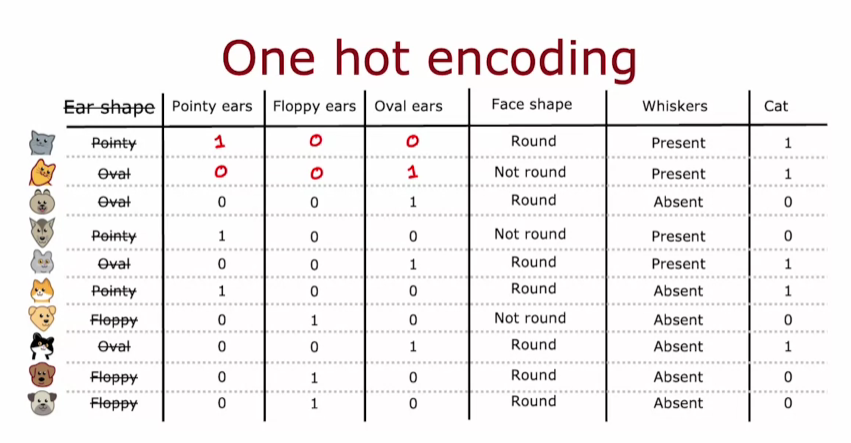 One hot encoding
Ear shape Pointy ears Floppy ears Oval ears Face shape Whiskers Cat
Pointy 1 0 0 Round Present 1
Oval 0 0 1 Not round Present 1
Oval 0 0 1 Round Absent 0
Pointy 1 0 0 Not round Present 0
Oval 0 0 1 Round Present 1
Pointy 1 0 0 Round Absent 1
Floppy 0 1 0 Not round Absent 0
Oval 0 0 1 Round Absent 1
Floppy 0 1 0 Round Absent 0
Floppy 0 1 0 Round Absent 0